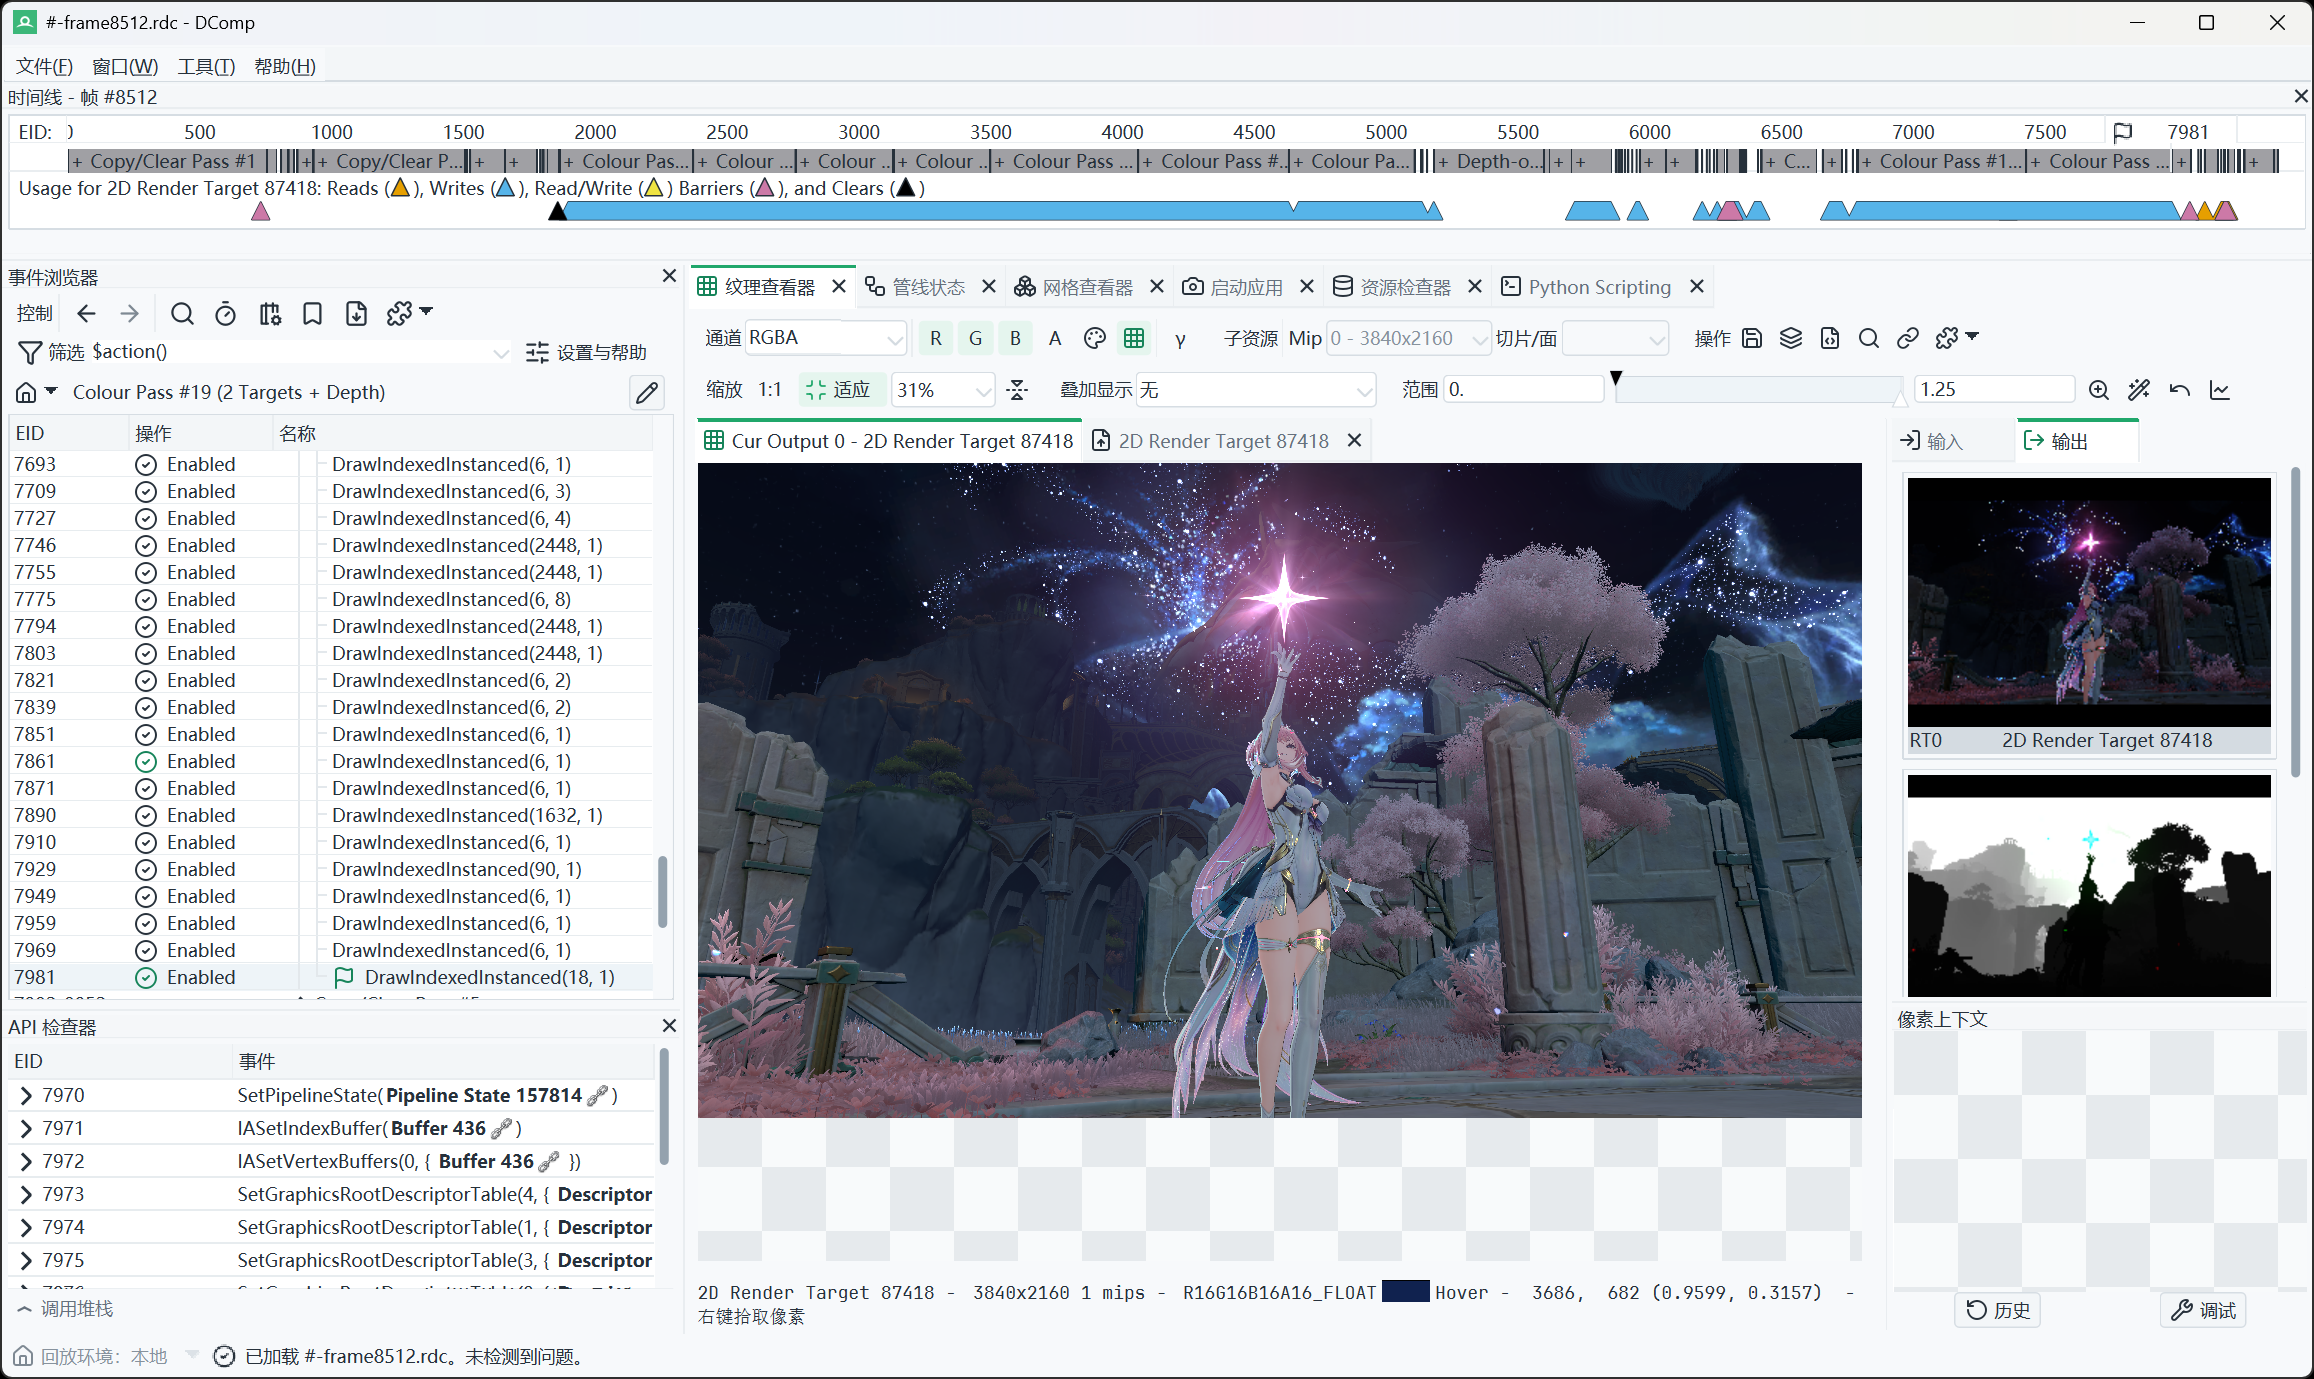 #-frame8512.rdc - DComp
文件(F) 窗口(W) 工具(T) 帮助(H)
时间线 - 帧 #8512
EID: 500 1000 1500 2000 2500 3000 3500 4000 4500 5000 5500 6000 6500 7000 7500 7981
+ Copy/Clear Pass #1 + + Copy/Clear P... + + + Colour Pas... + Colour ... + Colour ... + Colour ... + Colour Pass ... + Colour Pass #... + Colour Pa... + Depth-o... + + + + + C... + + Colour Pass #1... + Colour Pass ... + +
Usage for 2D Render Target 87418: Reads (▲), Writes (▲), Read/Write (▲) Barriers (▲), and Clears (▲)
事件浏览器
控制
筛选 $action() 设置与帮助
Colour Pass #19 (2 Targets + Depth)
EID 操作 名称
7693 Enabled DrawIndexedInstanced(6, 1)
7709 Enabled DrawIndexedInstanced(6, 3)
7727 Enabled DrawIndexedInstanced(6, 4)
7746 Enabled DrawIndexedInstanced(2448, 1)
7755 Enabled DrawIndexedInstanced(2448, 1)
7775 Enabled DrawIndexedInstanced(6, 8)
7794 Enabled DrawIndexedInstanced(2448, 1)
7803 Enabled DrawIndexedInstanced(2448, 1)
7821 Enabled DrawIndexedInstanced(6, 2)
7839 Enabled DrawIndexedInstanced(6, 2)
7851 Enabled DrawIndexedInstanced(6, 1)
7861 Enabled DrawIndexedInstanced(6, 1)
7871 Enabled DrawIndexedInstanced(6, 1)
7890 Enabled DrawIndexedInstanced(1632, 1)
7910 Enabled DrawIndexedInstanced(6, 1)
7929 Enabled DrawIndexedInstanced(90, 1)
7949 Enabled DrawIndexedInstanced(6, 1)
7959 Enabled DrawIndexedInstanced(6, 1)
7969 Enabled DrawIndexedInstanced(6, 1)
7981 Enabled DrawIndexedInstanced(18, 1)
API 检查器
EID 事件
7970 SetPipelineState(Pipeline State 157814)
7971 IASetIndexBuffer(Buffer 436)
7972 IASetVertexBuffers(0, { Buffer 436 })
7973 SetGraphicsRootDescriptorTable(4, { Descriptor
7974 SetGraphicsRootDescriptorTable(1, { Descriptor
7975 SetGraphicsRootDescriptorTable(3, { Descriptor
调用堆栈
纹理查看器 管线状态 网格查看器 启动应用 资源检查器 Python Scripting
通道 RGBA R G B A γ 子资源 Mip 0 - 3840x2160 切片/面 操作
缩放 1:1 适应 31% 叠加显示 无 范围 0. 1.25
Cur Output 0 - 2D Render Target 87418 2D Render Target 87418
输入 输出
RT0 2D Render Target 87418
像素上下文
2D Render Target 87418 - 3840x2160 1 mips - R16G16B16A16_FLOAT Hover - 3686, 682 (0.9599, 0.3157) -
右键拾取像素
历史 调试
回放环境: 本地 已加载 #-frame8512.rdc。未检测到问题。